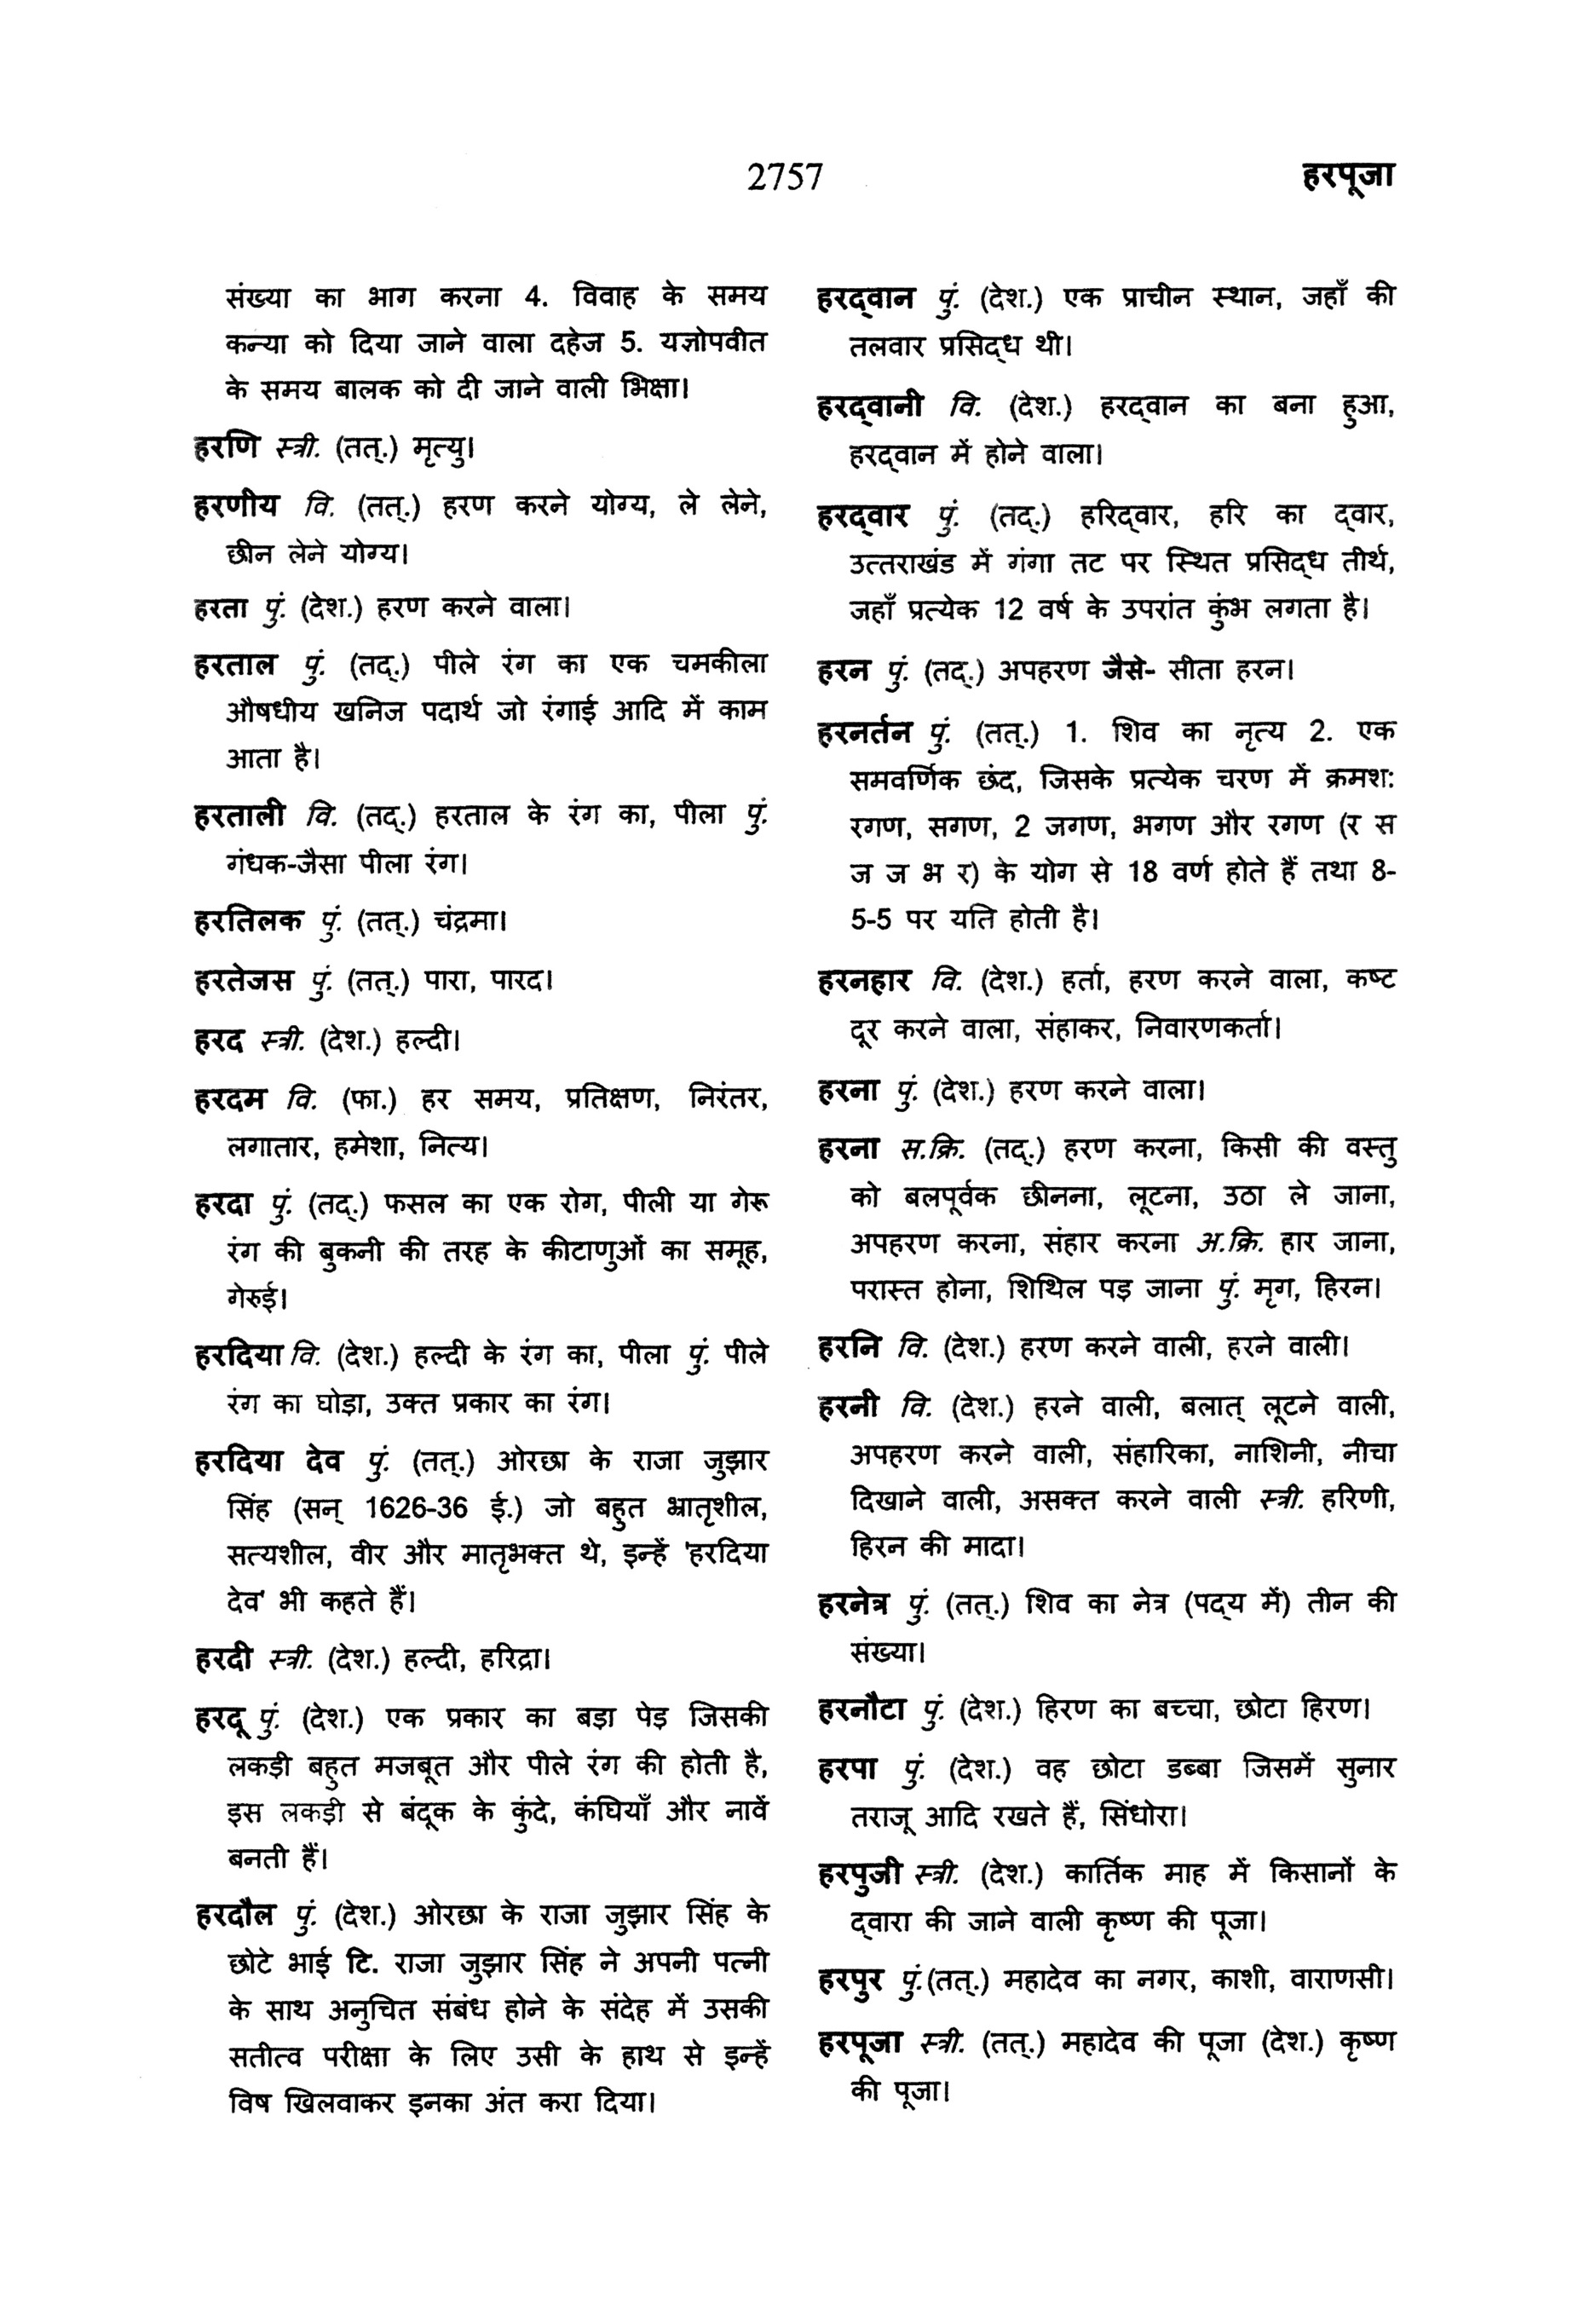 2757
हरपूजा
संख्या का भाग करना 4. विवाह के समय
कन्या को दिया जाने वाला दहेज 5. यज्ञोपवीत
के समय बालक को दी जाने वाली भिक्षा।
हरणि स्त्री. (तत्.) मृत्यु।
हरणीय वि. (तत्.) हरण करने योग्य, ले लेने,
छीन लेने योग्य।
हरता पुं. (देश.) हरण करने वाला।
हरताल पुं. (तद्.) पीले रंग का एक चमकीला
औषधीय खनिज पदार्थ जो रंगाई आदि में काम
आता है।
हरताली वि. (तद्.) हरताल के रंग का, पीला पुं.
गंधक-जैसा पीला रंग।
हरतिलक पुं. (तत्.) चंद्रमा।
हरतेजस पुं. (तत्.) पारा, पारद।
हरद स्त्री. (देश.) हल्दी।
हरदम वि. (फा.) हर समय, प्रतिक्षण, निरंतर,
लगातार, हमेशा, नित्य।
हरदा पुं. (तद्.) फसल का एक रोग, पीली या गेरू
रंग की बुकनी की तरह के कीटाणुओं का समूह,
गेरुई।
हरदिया वि. (देश.) हल्दी के रंग का, पीला पुं. पीले
रंग का घोड़ा, उक्त प्रकार का रंग।
हरदिया देव पुं. (तत्.) ओरछा के राजा जुझार
सिंह (सन् 1626-36 ई.) जो बहुत भ्रातृशील,
सत्यशील, वीर और मातृभक्त थे, इन्हें 'हरदिया
देव' भी कहते हैं।
हरदी स्त्री. (देश.) हल्दी, हरिद्रा।
हरदू पुं. (देश.) एक प्रकार का बड़ा पेड़ जिसकी
लकड़ी बहुत मजबूत और पीले रंग की होती है,
इस लकड़ी से बंदूक के कुंदे, कंघियाँ और नावें
बनती हैं।
हरदौल पुं. (देश.) ओरछा के राजा जुझार सिंह के
छोटे भाई टि. राजा जुझार सिंह ने अपनी पत्नी
के साथ अनुचित संबंध होने के संदेह में उसकी
सतीत्व परीक्षा के लिए उसी के हाथ से इन्हें
विष खिलवाकर इनका अंत करा दिया।
हरद्‌वान पुं. (देश.) एक प्राचीन स्थान, जहाँ की
तलवार प्रसिद्‌ध थी।
हरद्‌वानी वि. (देश.) हरद्‌वान का बना हुआ,
हरद्‌वान में होने वाला।
हरद्‌वार पुं. (तद्.) हरिद्‌वार, हरि का द्‌वार,
उत्तराखंड में गंगा तट पर स्थित प्रसिद्‌ध तीर्थ,
जहाँ प्रत्येक 12 वर्ष के उपरांत कुंभ लगता है।
हरन पुं. (तद्.) अपहरण जैसे- सीता हरन।
हरनर्तन पुं. (तत्.) 1. शिव का नृत्य 2. एक
समवर्णिक छंद, जिसके प्रत्येक चरण में क्रमश:
रगण, सगण, 2 जगण, भगण और रगण (र स
ज ज भ र) के योग से 18 वर्ण होते हैं तथा 8-
5-5 पर यति होती है।
हरनहार वि. (देश.) हर्ता, हरण करने वाला, कष्ट
दूर करने वाला, संहाकर, निवारणकर्ता।
हरना पुं. (देश.) हरण करने वाला।
हरना स.क्रि. (तद्.) हरण करना, किसी की वस्तु
को बलपूर्वक छीनना, लूटना, उठा ले जाना,
अपहरण करना, संहार करना अ.क्रि. हार जाना,
परास्त होना, शिथिल पड़ जाना पुं. मृग, हिरन।
हरनि वि. (देश.) हरण करने वाली, हरने वाली।
हरनी वि. (देश.) हरने वाली, बलात् लूटने वाली,
अपहरण करने वाली, संहारिका, नाशिनी, नीचा
दिखाने वाली, असक्त करने वाली स्त्री. हरिणी,
हिरन की मादा।
हरनेत्र पुं. (तत्.) शिव का नेत्र (पद्‌य में) तीन की
संख्या।
हरनौटा पुं. (देश.) हिरण का बच्चा, छोटा हिरण।
हरपा पुं. (देश.) वह छोटा डब्बा जिसमें सुनार
तराजू आदि रखते हैं, सिंधोरा।
हरपुजी स्त्री. (देश.) कार्तिक माह में किसानों के
द्‌वारा की जाने वाली कृष्ण की पूजा।
हरपुर पुं.(तत्.) महादेव का नगर, काशी, वाराणसी।
हरपूजा स्त्री. (तत्.) महादेव की पूजा (देश.) कृष्ण
की पूजा।